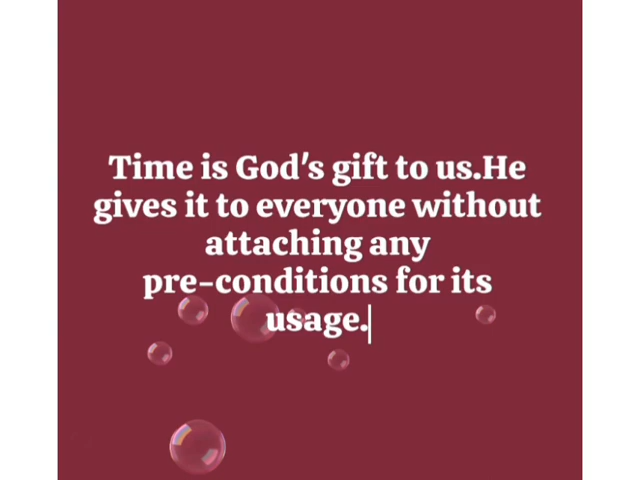 Time is God's gift to us.He
gives it to everyone without
attaching any
pre-conditions for its
usage.